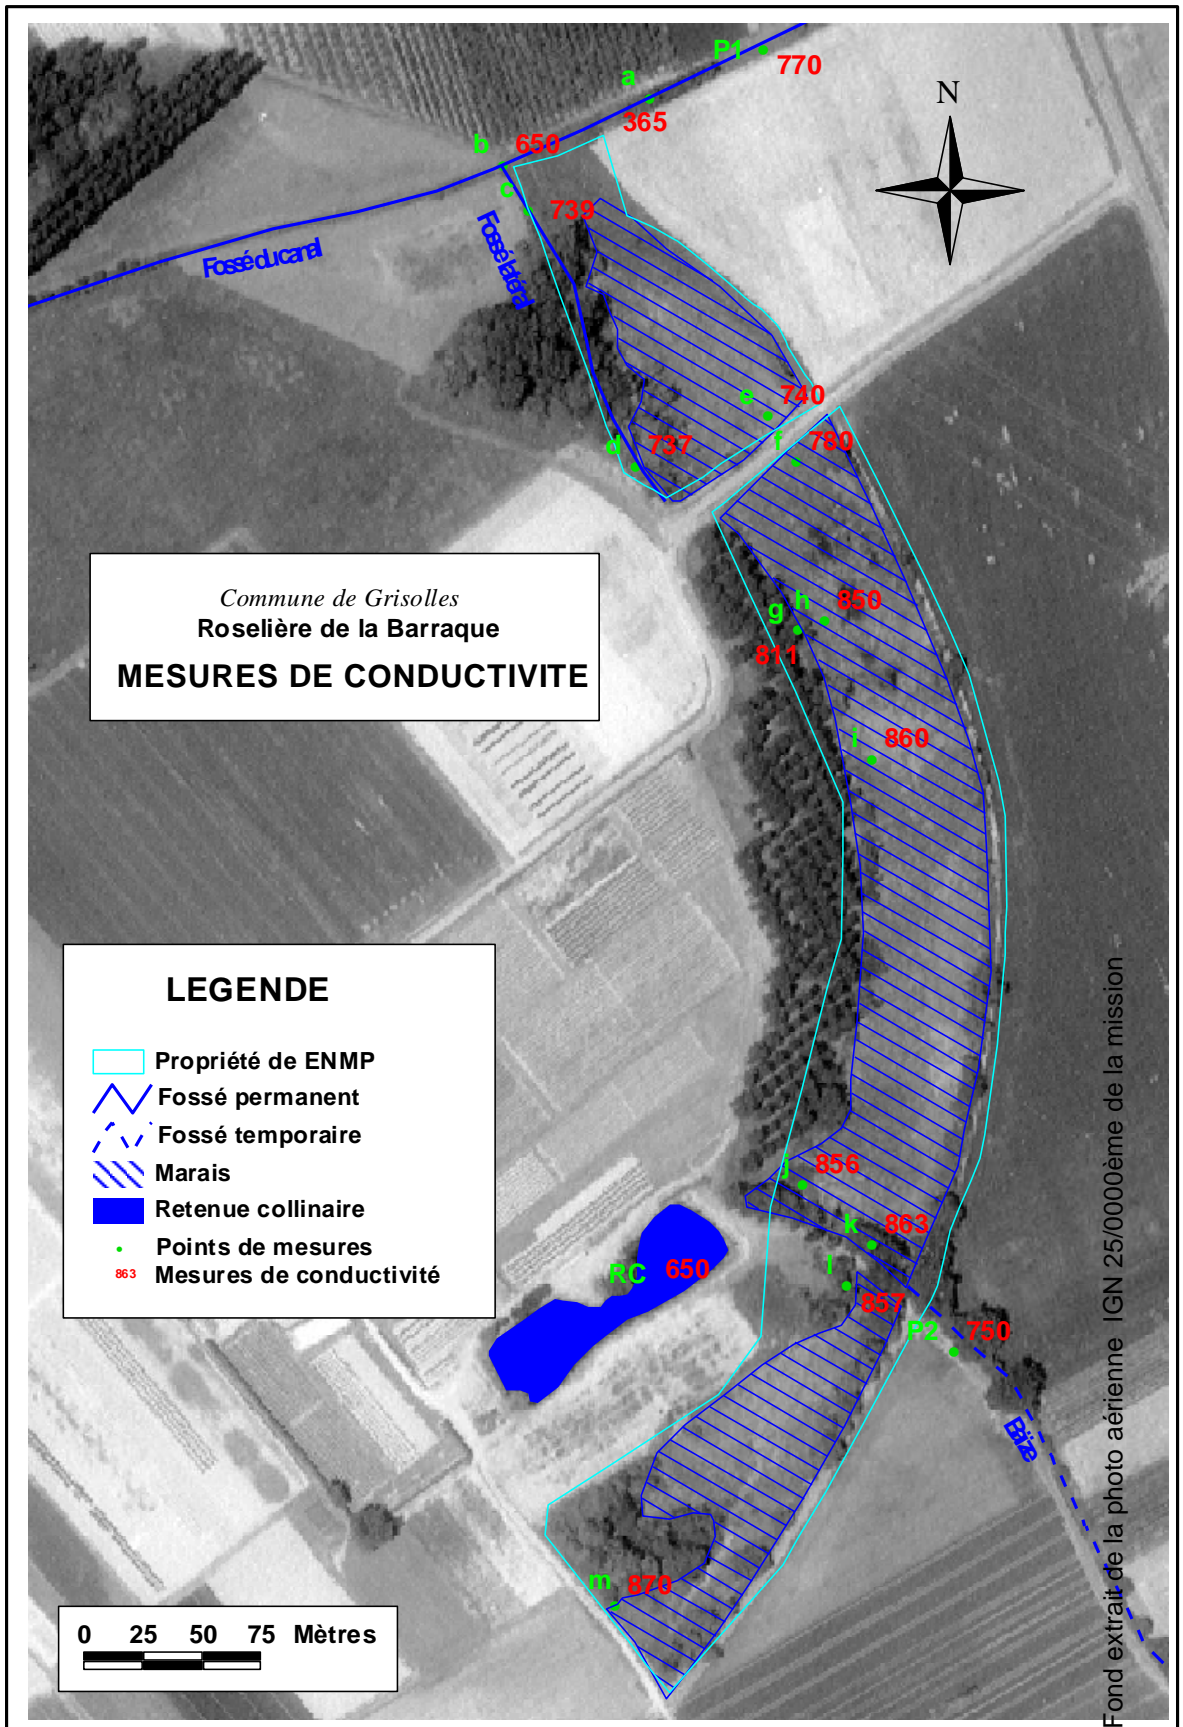 P1
770
a
365
N
b
650
c
739
Fossé du canal
Fossé latéral
e
740
d
737
f
780
Commune de Grisolles
Roselière de la Barraque
MESURES DE CONDUCTIVITE
g
h
850
811
i
860
LEGENDE
Propriété de ENMP
Fossé permanent
Fossé temporaire
Marais
Retenue collinaire
Points de mesures
863 Mesures de conductivité
j
856
k
863
RC
650
l
857
P2
750
Baïze
m
870
0 25 50 75 Mètres
Fond extrait de la photo aérienne IGN 25/0000ème de la mission